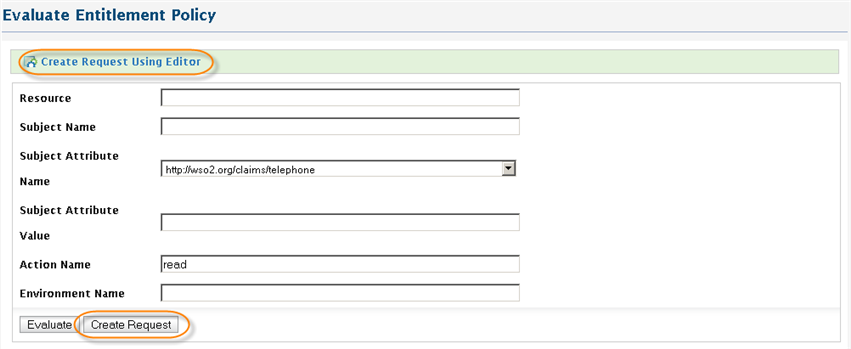 Evaluate Entitlement Policy
Create Request Using Editor
Resource
Subject Name
Subject Attribute
Name
http://wso2.org/claims/telephone
Subject Attribute
Value
Action Name
read
Environment Name
Evaluate
Create Request